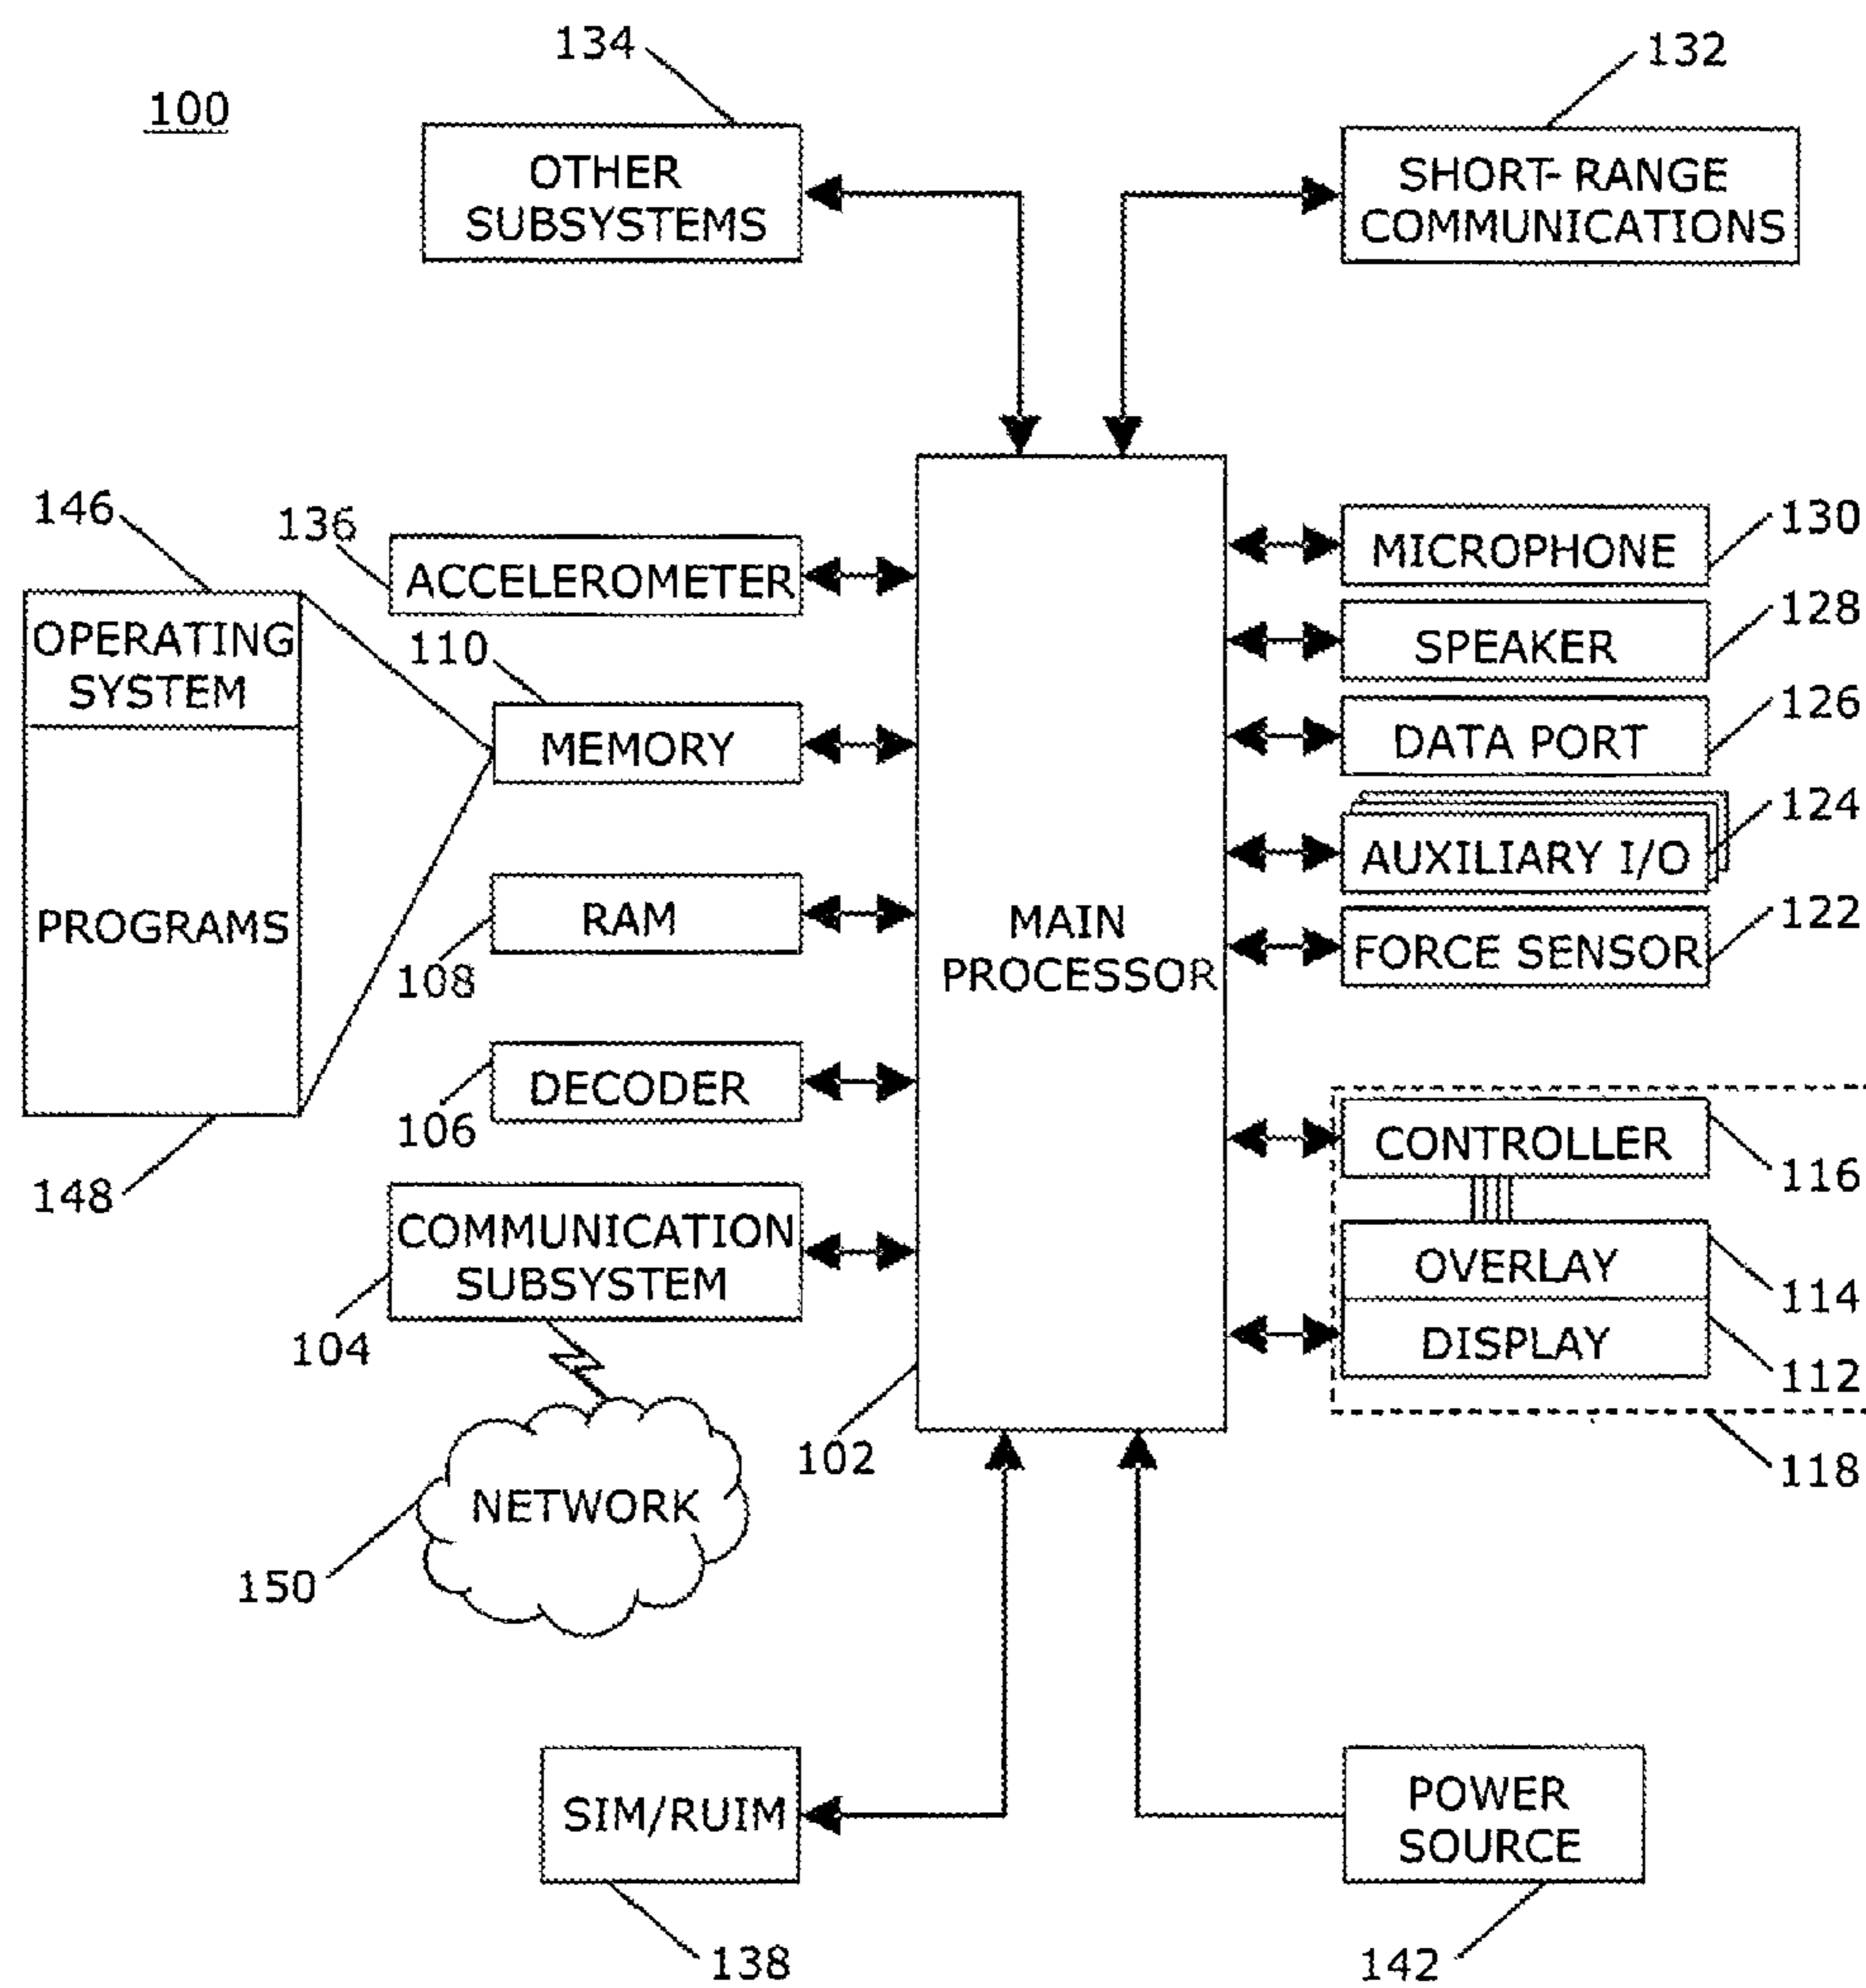 134
132
100
OTHER
SUBSYSTEMS
SHORT-RANGE
COMMUNICATIONS
146
136
ACCELEROMETER
OPERATING
SYSTEM
PROGRAMS
148
110
MEMORY
RAM
108
DECODER
106
COMMUNICATION
SUBSYSTEM
104
NETWORK
150
MAIN
PROCESSOR
102
MICROPHONE
130
SPEAKER
128
DATA PORT
126
AUXILIARY I/O
124
FORCE SENSOR
122
CONTROLLER
116
OVERLAY
114
DISPLAY
112
118
SIM/RUIM
138
POWER
SOURCE
142